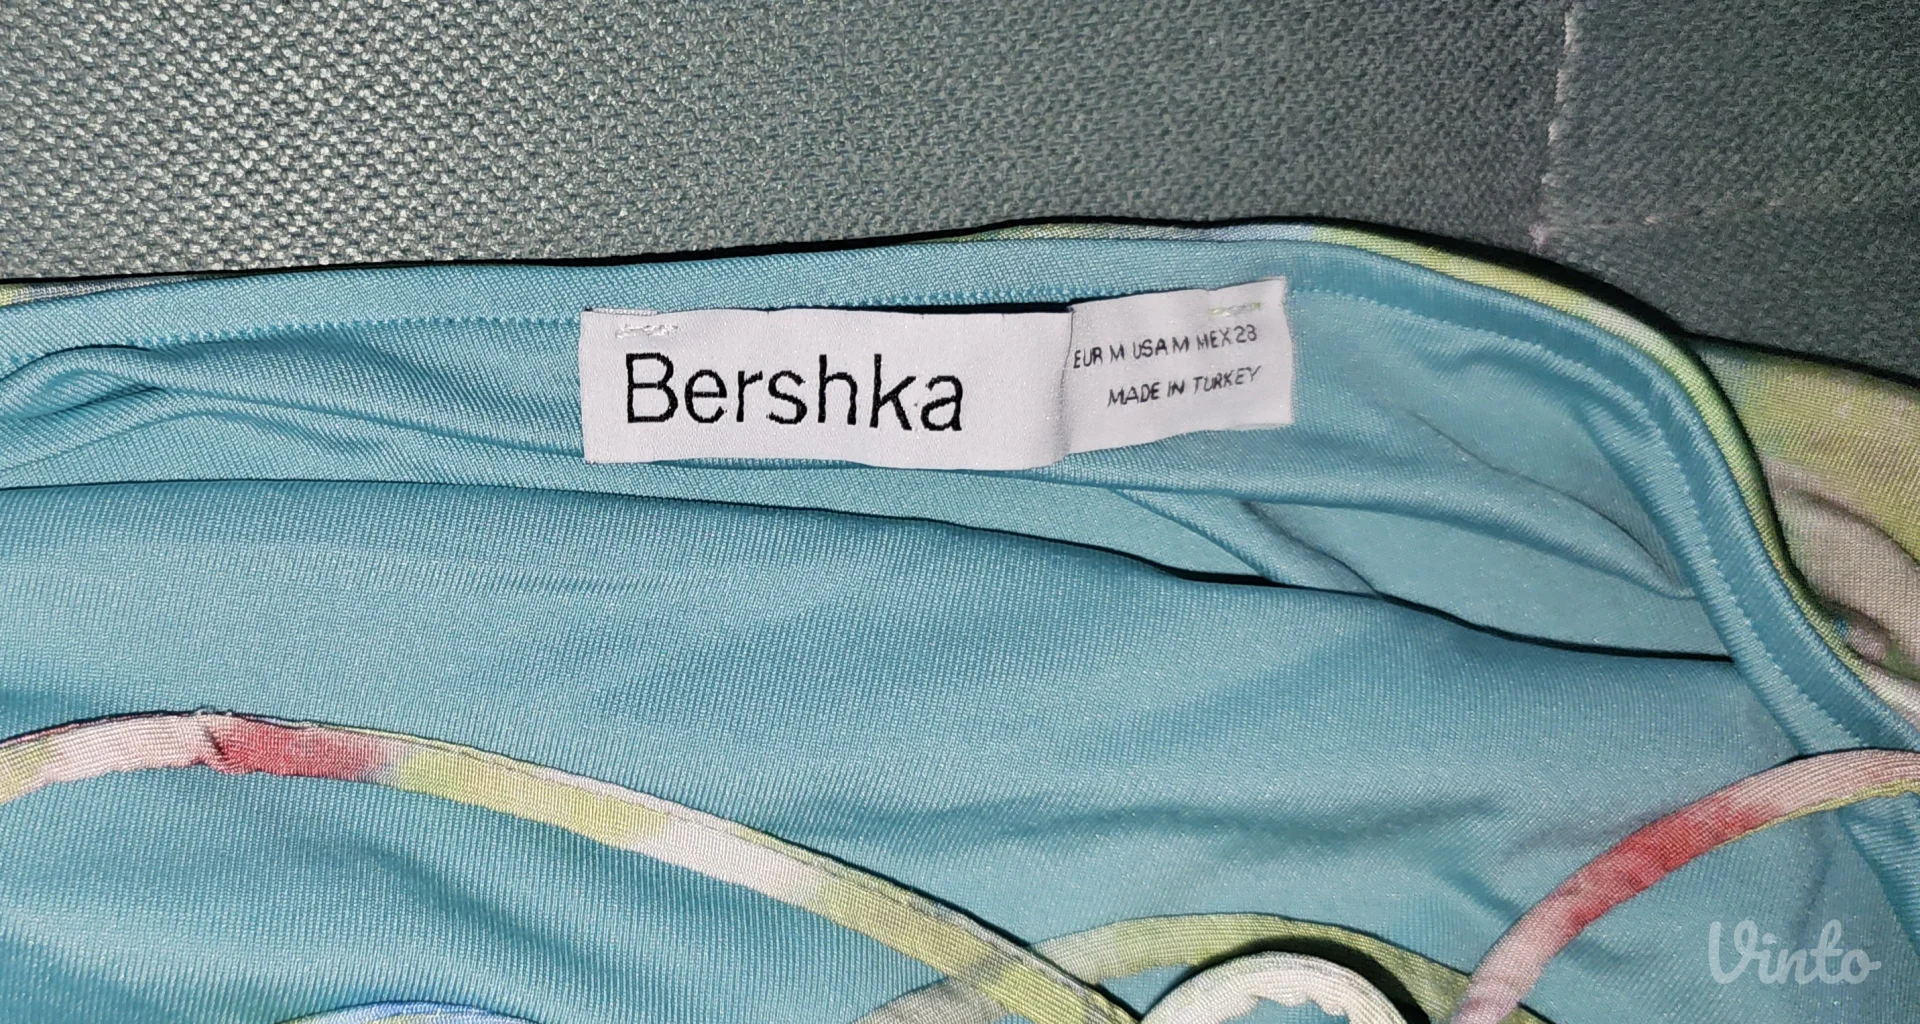 Bershka
EUR M USA M MEX 28
MADE IN TURKEY
Vinto